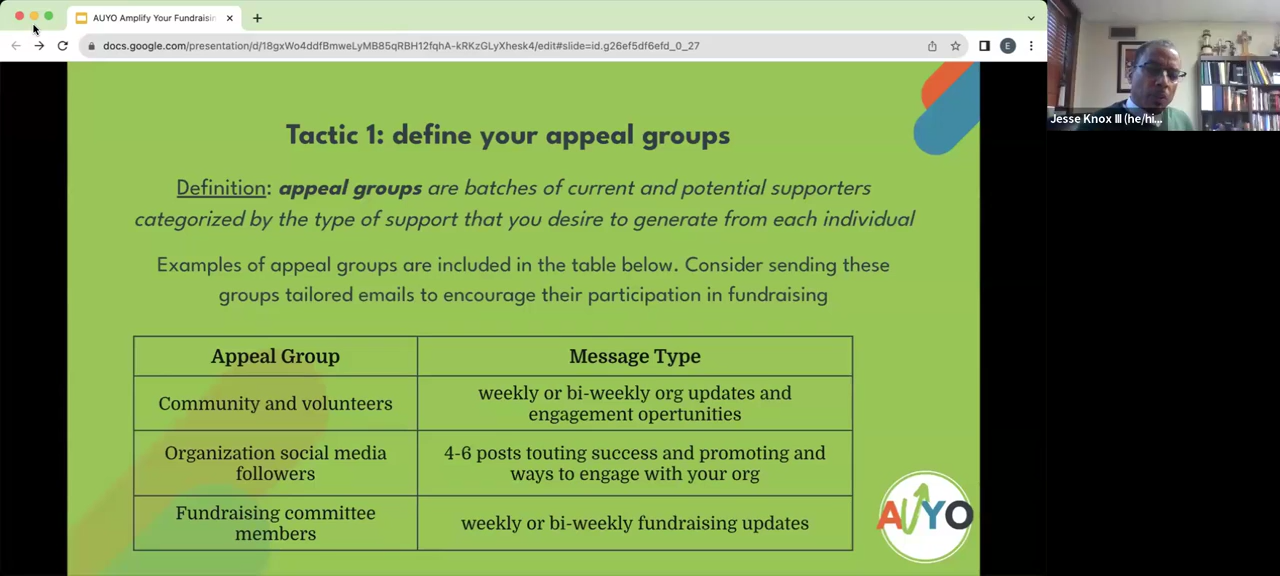 AUYO Amplify Your Fundraisin
docs.google.com/presentation/d/18gxWo4ddfBmweLyMB85qRBH12fqhA-kRKzGLyXhesk4/edit#slide=id.g26ef5df6efd_0_27
E
Jesse Knox III (he/hi...
Tactic 1: define your appeal groups
Definition: appeal groups are batches of current and potential supporters
categorized by the type of support that you desire to generate from each individual
Examples of appeal groups are included in the table below. Consider sending these
groups tailored emails to encourage their participation in fundraising
Appeal Group
Message Type
Community and volunteers
weekly or bi-weekly org updates and
engagement opertunities
Organization social media
followers
4-6 posts touting success and promoting and
ways to engage with your org
Fundraising committee
members
weekly or bi-weekly fundraising updates
AUYO